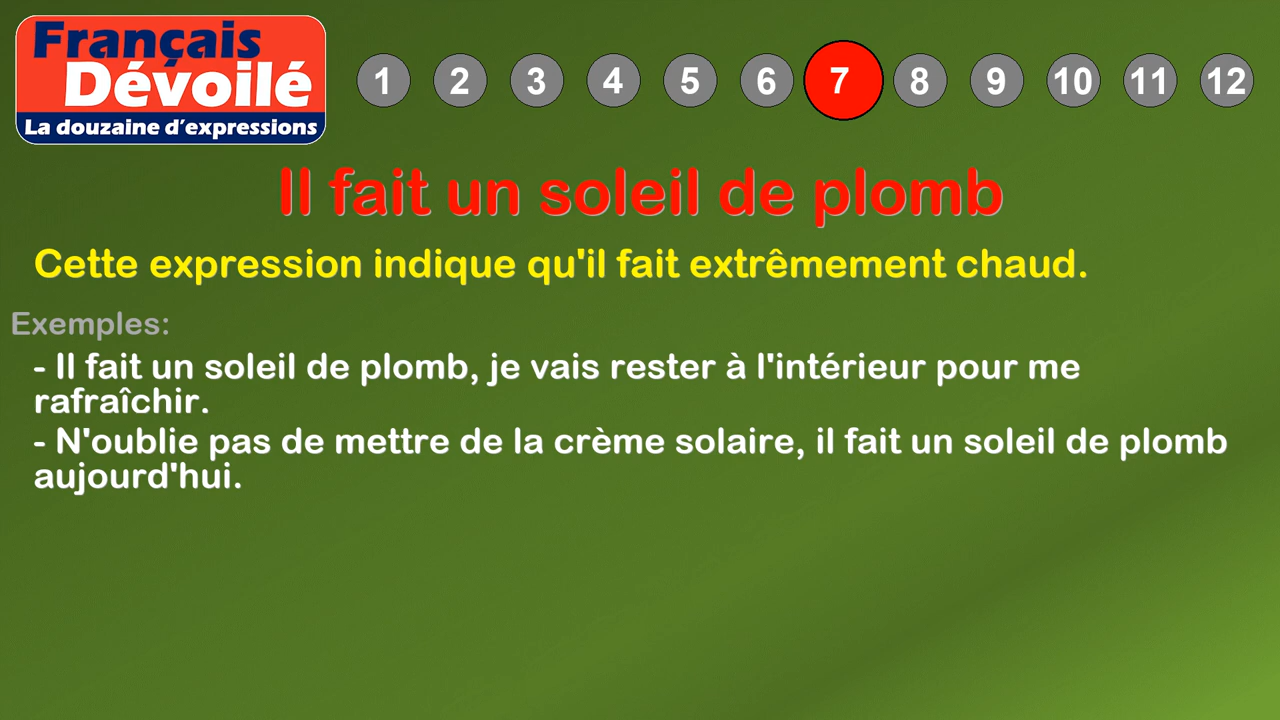 Français
Dévoilé
La douzaine d'expressions
1 2 3 4 5 6 7 8 9 10 11 12
Il fait un soleil de plomb
Cette expression indique qu'il fait extrêmement chaud.
Exemples:
- Il fait un soleil de plomb, je vais rester à l'intérieur pour me
rafraîchir.
- N'oublie pas de mettre de la crème solaire, il fait un soleil de plomb
aujourd'hui.